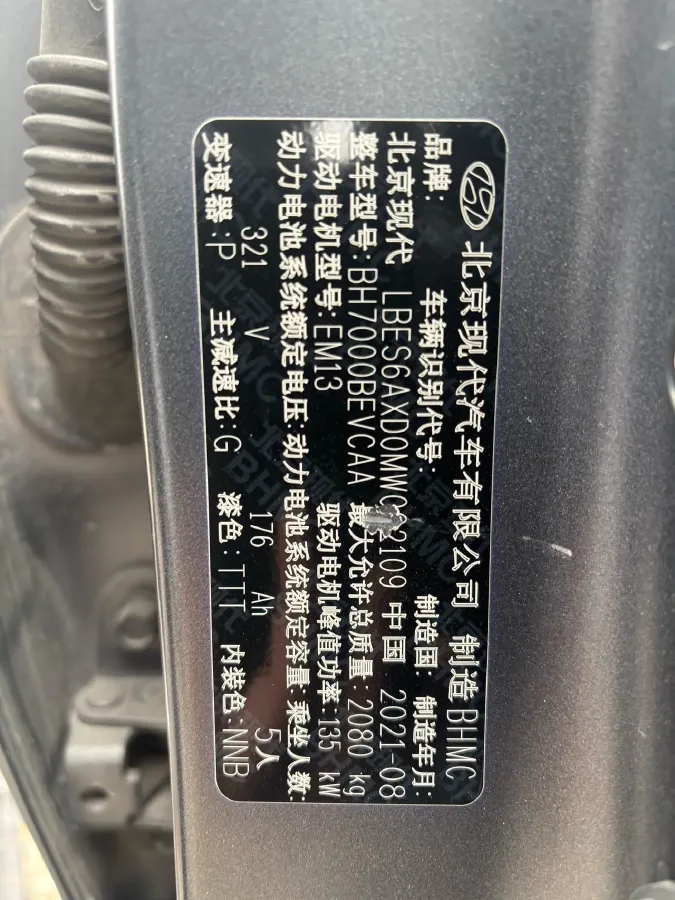 北京现代汽车有限公司 制造 BHMC
品牌: 车辆识别代号: 制造国: 制造年月:
北京现代 中国 2021-08
整车型号:BH7000BEVCAA 最大允许总质量:2080 kg
驱动电机型号:EM13 驱动电机峰值功率:135 kW
动力电池系统额定电压:动力电池系统额定容量:乘坐人数:
321 V 176 Ah 5人
变速器:P 主减速比:G 漆色:TTT 内装色:NNB